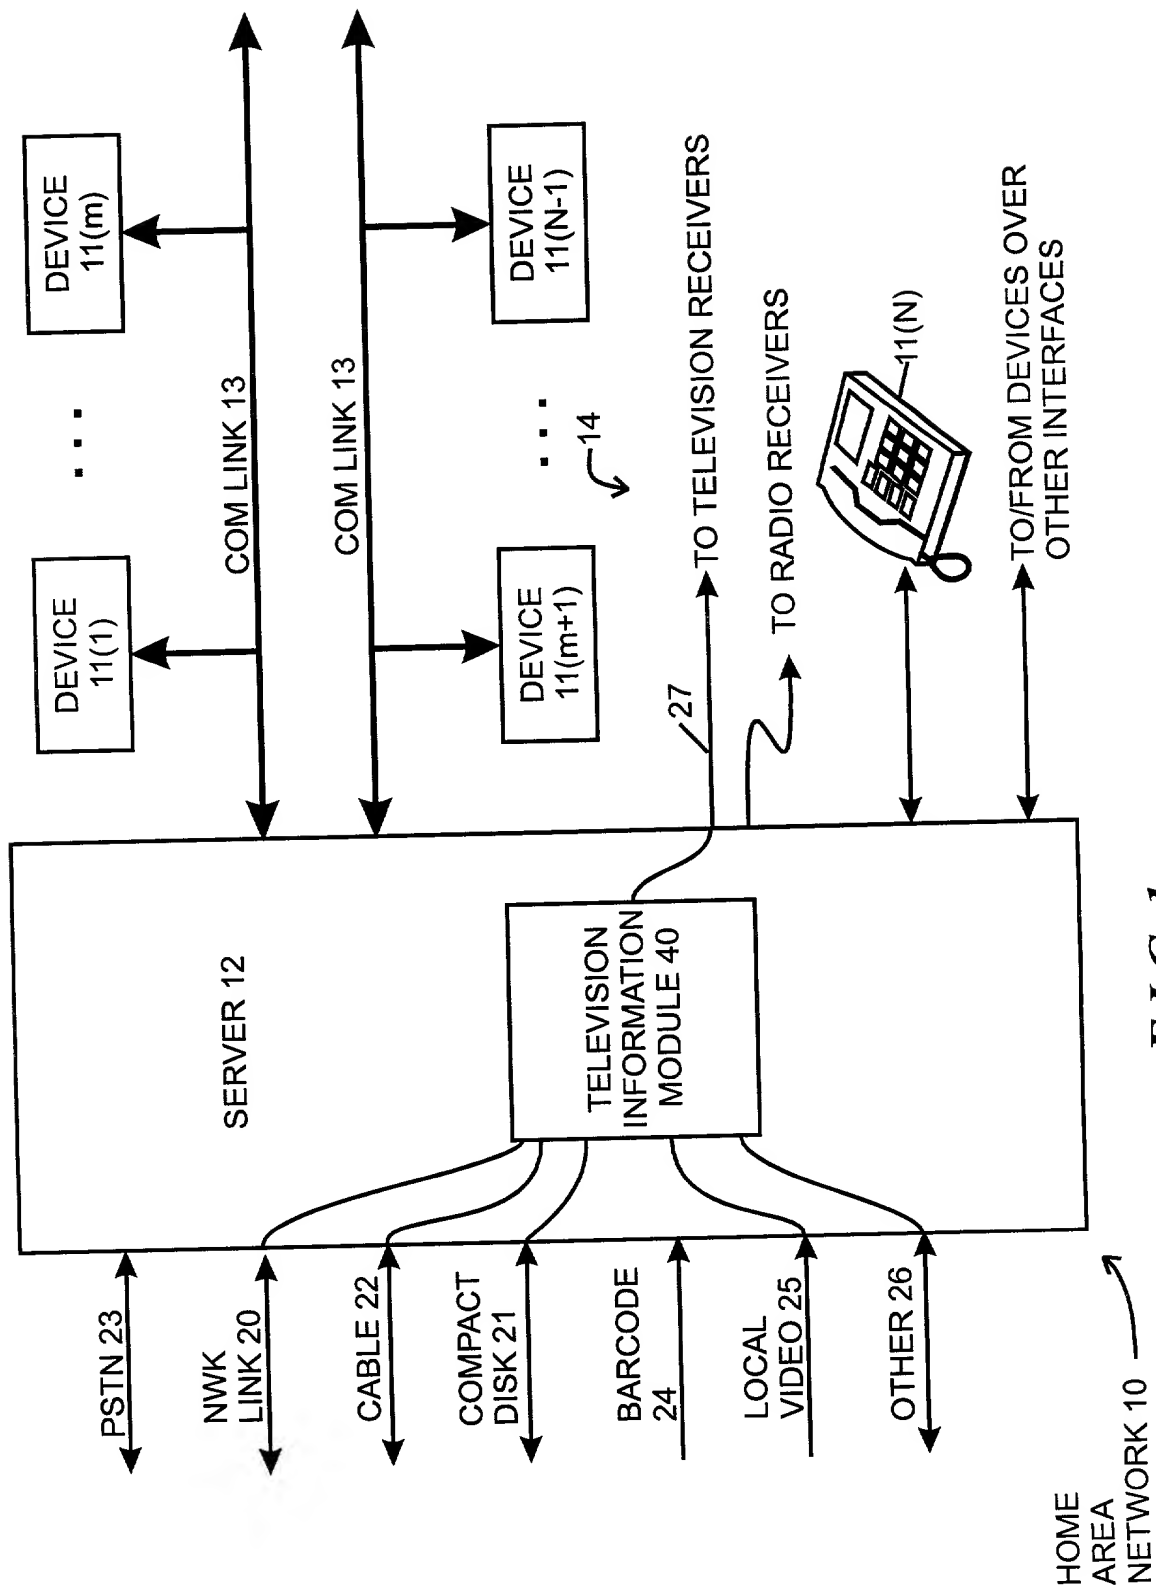 DEVICE
11(1)
. . .
DEVICE
11(m)
COM LINK 13
COM LINK 13
DEVICE
11(m+1)
. . .
DEVICE
11(N-1)
14
PSTN 23
NWK
LINK 20
CABLE 22
COMPACT
DISK 21
BARCODE
24
LOCAL
VIDEO 25
OTHER 26
SERVER 12
TELEVISION
INFORMATION
MODULE 40
27
TO TELEVISION RECEIVERS
TO RADIO RECEIVERS
11(N)
TO/FROM DEVICES OVER
OTHER INTERFACES
HOME
AREA
NETWORK 10